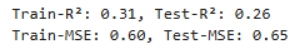 Train-R²: 0.31, Test-R²: 0.26
Train-MSE: 0.60, Test-MSE: 0.65